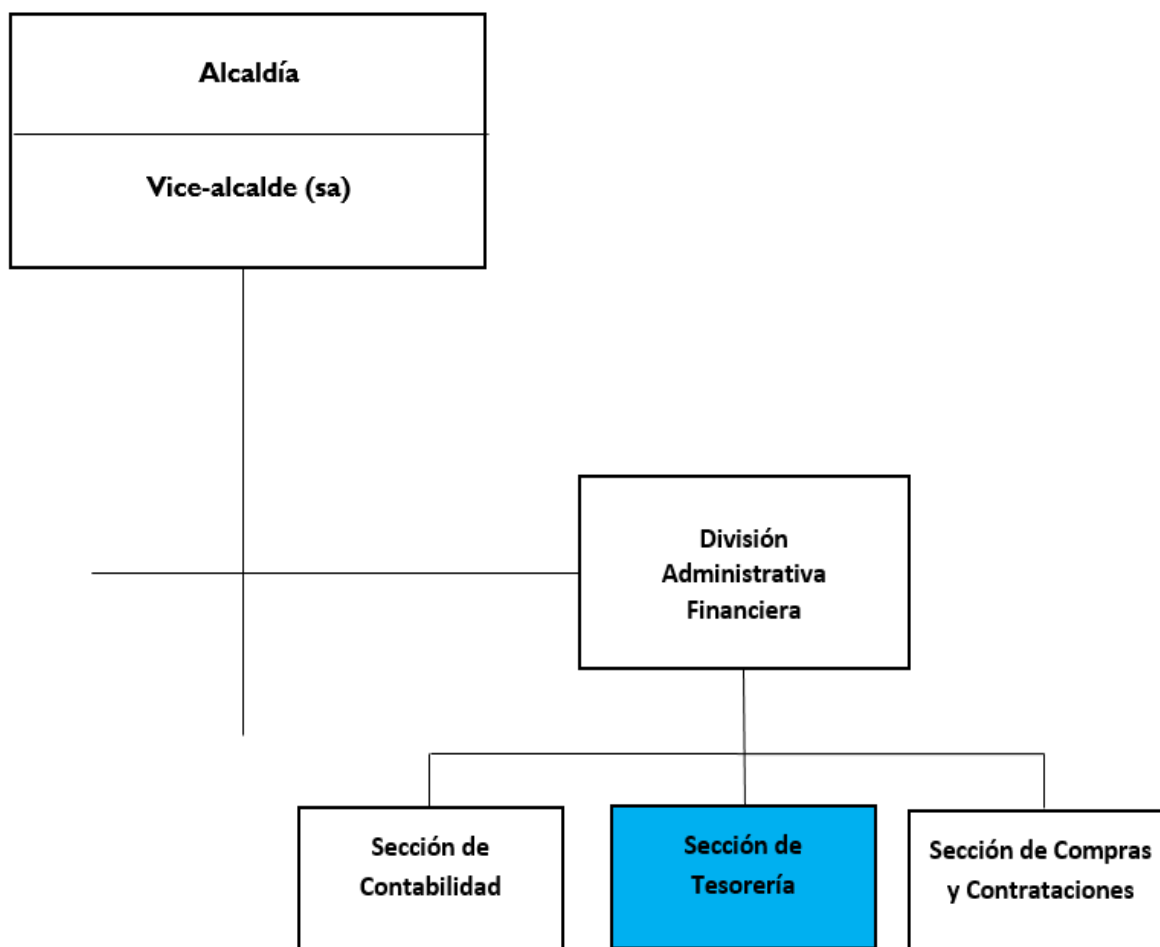 Alcaldía
Vice-alcalde (sa)
División
Administrativa
Financiera
Sección de
Contabilidad
Sección de
Tesorería
Sección de Compras
y Contrataciones